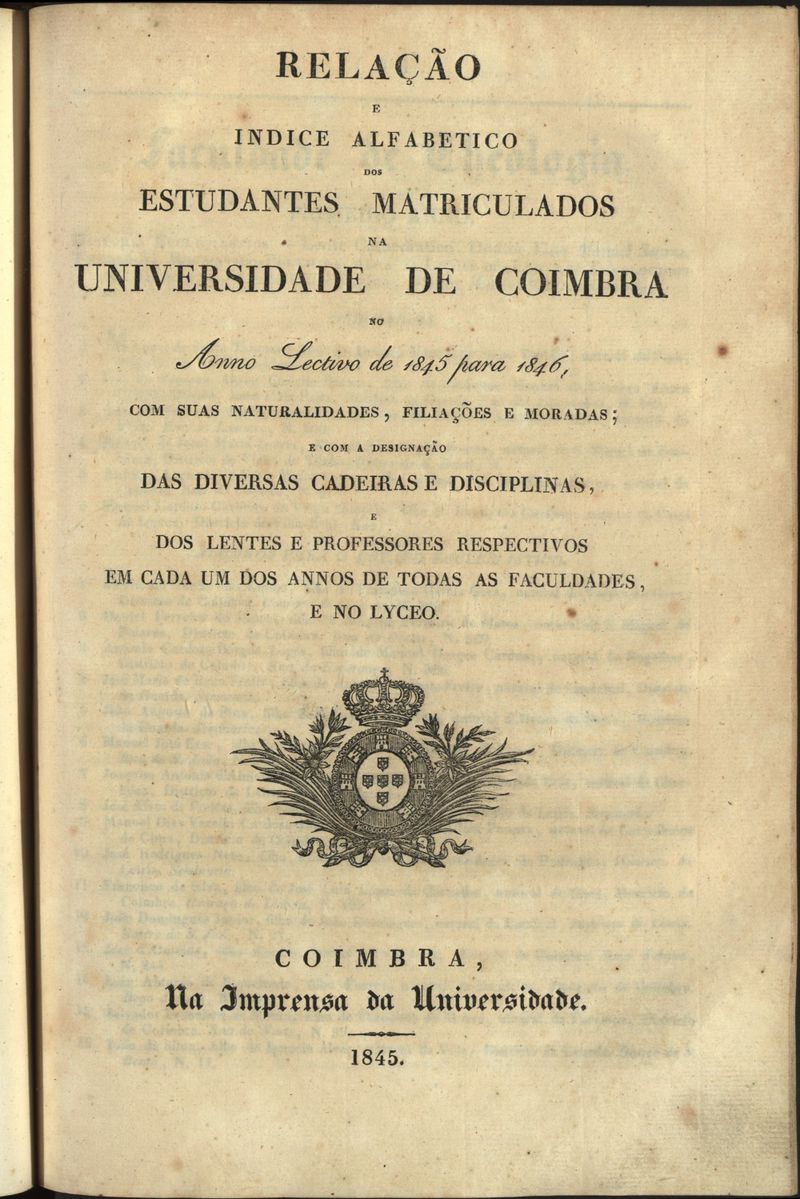 RELAÇÃO
E
INDICE ALFABETICO
DOS
ESTUDANTES MATRICULADOS
NA
UNIVERSIDADE DE COIMBRA
NO
Anno Lectivo de 1845 para 1846,
COM SUAS NATURALIDADES, FILIAÇÕES E MORADAS;
E COM A DESIGNAÇÃO
DAS DIVERSAS CADEIRAS E DISCIPLINAS,
E
DOS LENTES E PROFESSORES RESPECTIVOS
EM CADA UM DOS ANNOS DE TODAS AS FACULDADES,
E NO LYCEO.
COIMBRA,
Na Imprensa da Universidade.
1845.